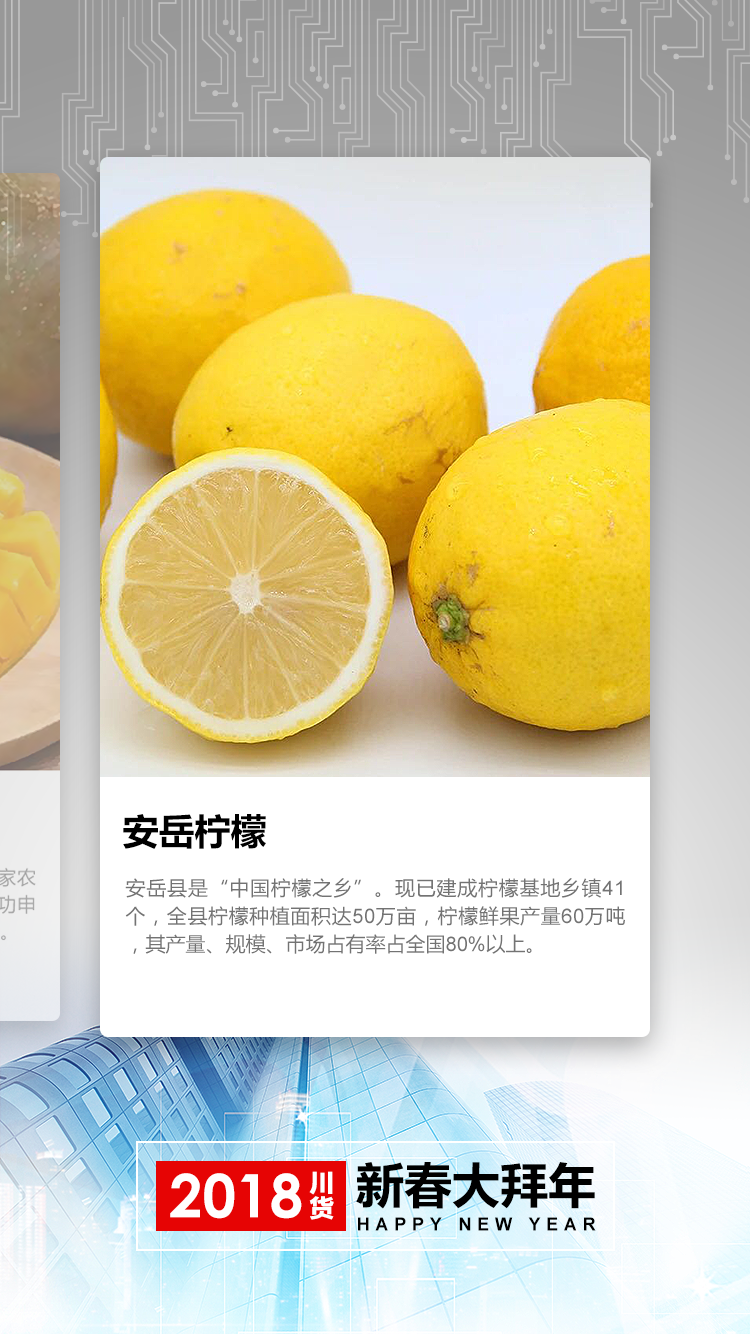 安岳柠檬
安岳县是“中国柠檬之乡”。现已建成柠檬基地乡镇41
个，全县柠檬种植面积达50万亩，柠檬鲜果产量60万吨
，其产量、规模、市场占有率占全国80%以上。
家农
功申
。
2018川货
新春大拜年
HAPPY NEW YEAR